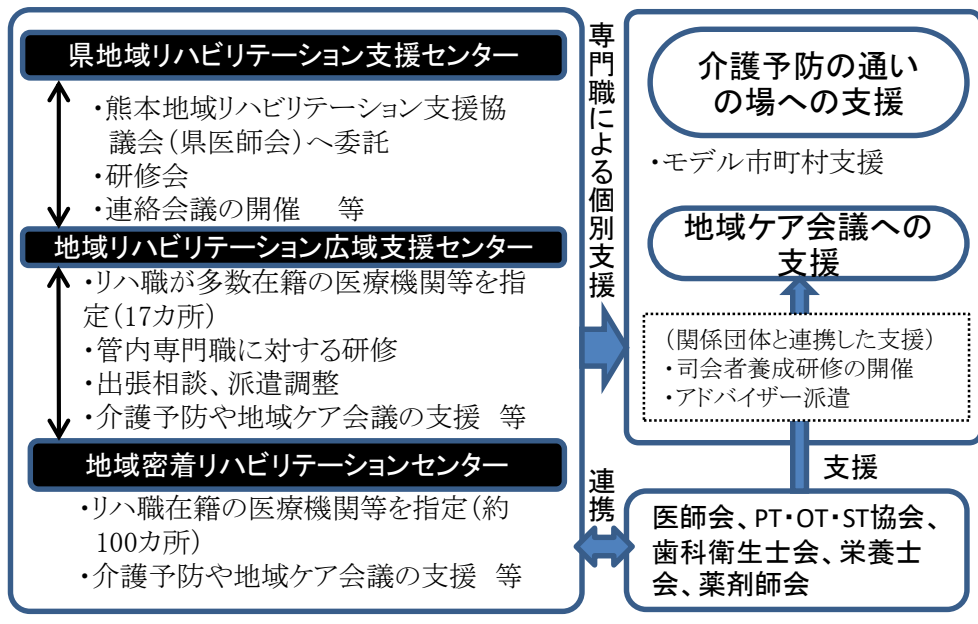 県地域リハビリテーション支援センター
・熊本地域リハビリテーション支援協
議会(県医師会)へ委託
・研修会
・連絡会議の開催　等
地域リハビリテーション広域支援センター
・リハ職が多数在籍の医療機関等を指
定(17カ所)
・管内専門職に対する研修
・出張相談、派遣調整
・介護予防や地域ケア会議の支援　等
地域密着リハビリテーションセンター
・リハ職在籍の医療機関等を指定(約
100カ所)
・介護予防や地域ケア会議の支援　等
専門職による個別支援
連携
介護予防の通い
の場への支援
・モデル市町村支援
地域ケア会議への
支援
(関係団体と連携した支援)
・司会者養成研修の開催
・アドバイザー派遣
支援
医師会、PT・OT・ST協会、
歯科衛生士会、栄養士
会、薬剤師会